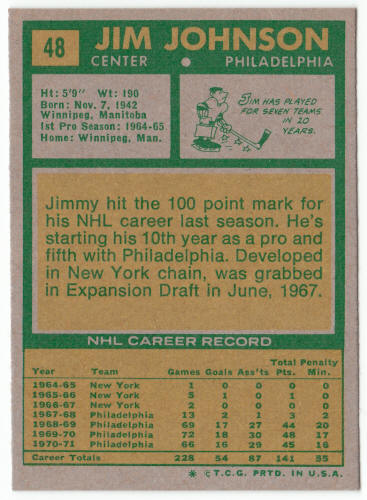 48
JIM JOHNSON
CENTER • PHILADELPHIA
Ht: 5'9" Wt: 190
Born: Nov. 7, 1942
Winnipeg, Manitoba
1st Pro Season: 1964-65
Home: Winnipeg, Man.
JIM HAS PLAYED
FOR SEVEN TEAMS
IN 10
YEARS.
Jimmy hit the 100 point mark for
his NHL career last season. He's
starting his 10th year as a pro and
fifth with Philadelphia. Developed
in New York chain, was grabbed
in Expansion Draft in June, 1967.
NHL CAREER RECORD
Total Penalty
Year Team Games Goals Ass'ts Pts. Min.
1964-65 New York 1 0 0 0 0
1965-66 New York 5 1 0 1 0
1966-67 New York 2 0 0 0 0
1967-68 Philadelphia 13 2 1 3 2
1968-69 Philadelphia 69 17 27 44 20
1969-70 Philadelphia 72 18 30 48 17
1970-71 Philadelphia 66 16 29 45 16
Career Totals 228 54 87 141 55
* © T.C.G. PRTD. IN U.S.A.